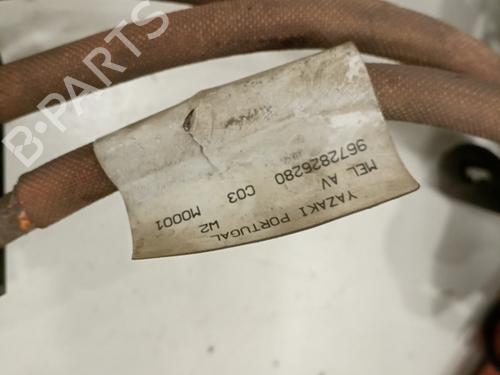 B-PARTS
YAZAKI PORTUGAL
MEL AV W2
9672826280 C03 M0001